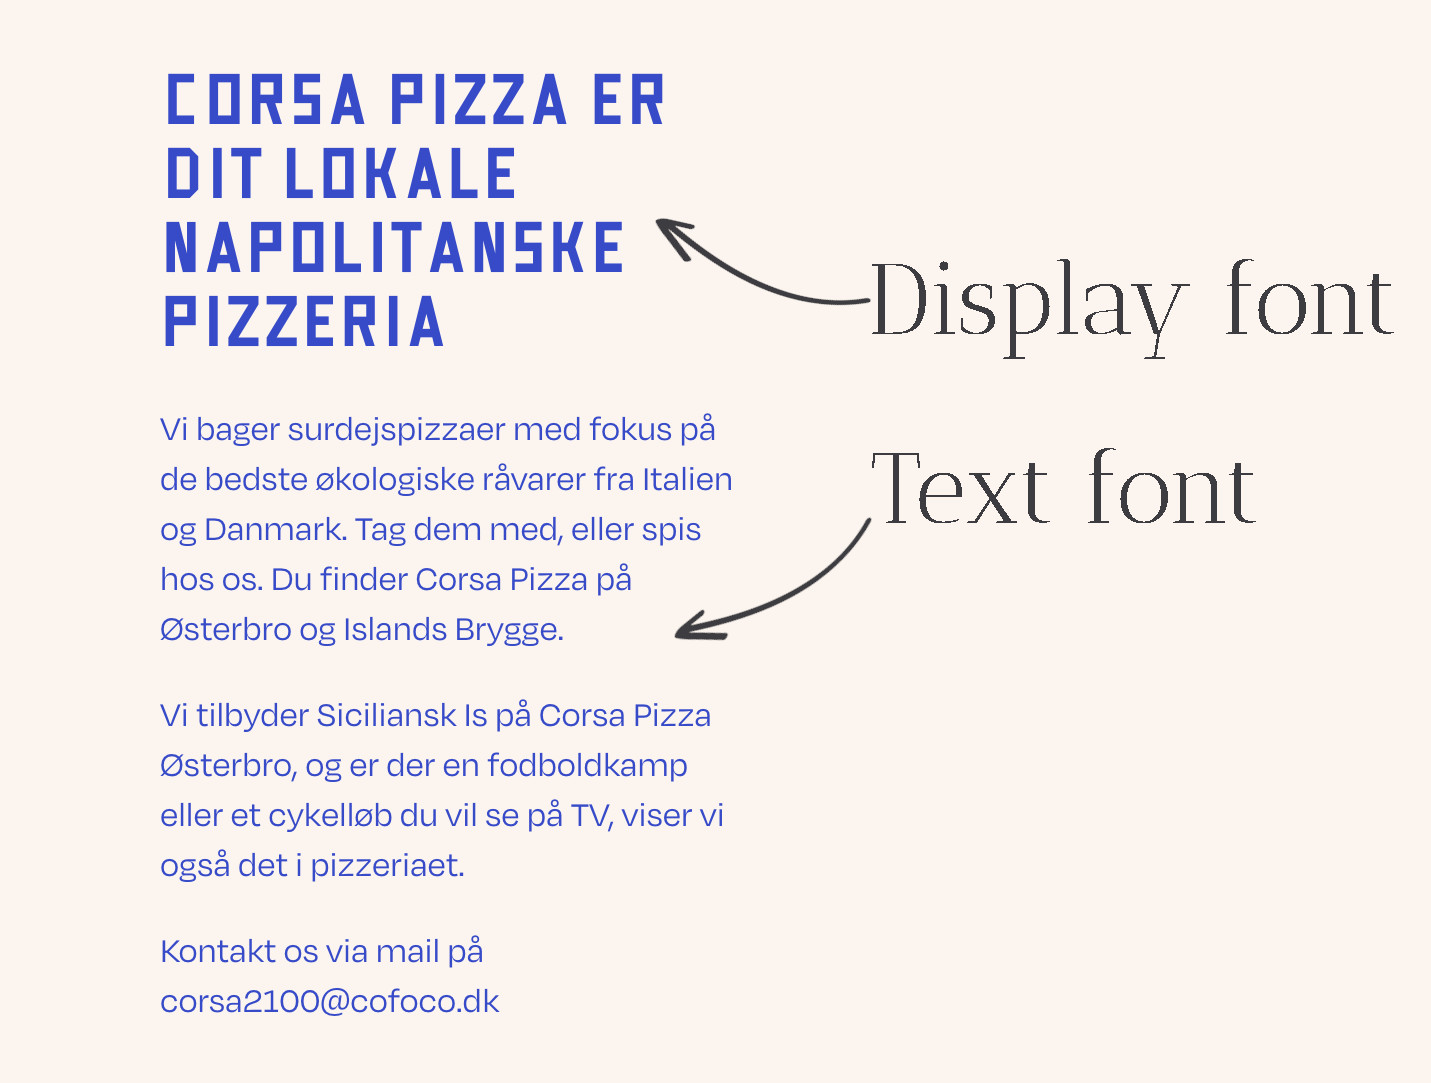 CORSA PIZZA ER
DIT LOKALE
NAPOLITANSKE
PIZZERIA
Display font
Vi bager surdejspizzaer med fokus på
de bedste økologiske råvarer fra Italien
og Danmark. Tag dem med, eller spis
hos os. Du finder Corsa Pizza på
Østerbro og Islands Brygge.
Text font
Vi tilbyder Siciliansk Is på Corsa Pizza
Østerbro, og er der en fodboldkamp
eller et cykelløb du vil se på TV, viser vi
også det i pizzeriaet.
Kontakt os via mail på
corsa2100@cofoco.dk